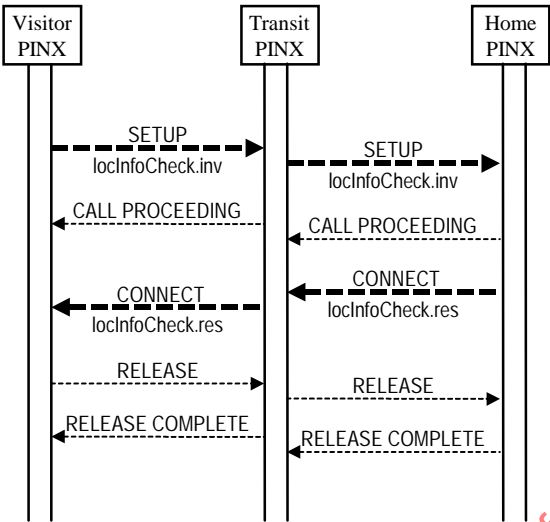 Visitor
PINX
Transit
PINX
Home
PINX
SETUP
locInfoCheck.inv
SETUP
locInfoCheck.inv
CALL PROCEEDING
CALL PROCEEDING
CONNECT
locInfoCheck.res
CONNECT
locInfoCheck.res
RELEASE
RELEASE
RELEASE COMPLETE
RELEASE COMPLETE